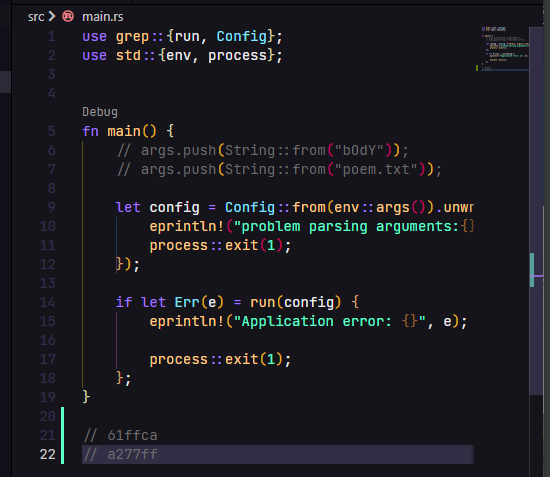 src > main.rs
1 use grep::{run, Config};
2 use std::{env, process};
3
4
Debug
5 fn main() {
6 // args.push(String::from("bOdY"));
7 // args.push(String::from("poem.txt"));
8
9 let config = Config::from(env::args()).unwr
10 eprintln!("problem parsing arguments:{}
11 process::exit(1);
12 });
13
14 if let Err(e) = run(config) {
15 eprintln!("Application error: {}", e);
16
17 process::exit(1);
18 };
19 }
20
21 // 61ffca
22 // a277ff